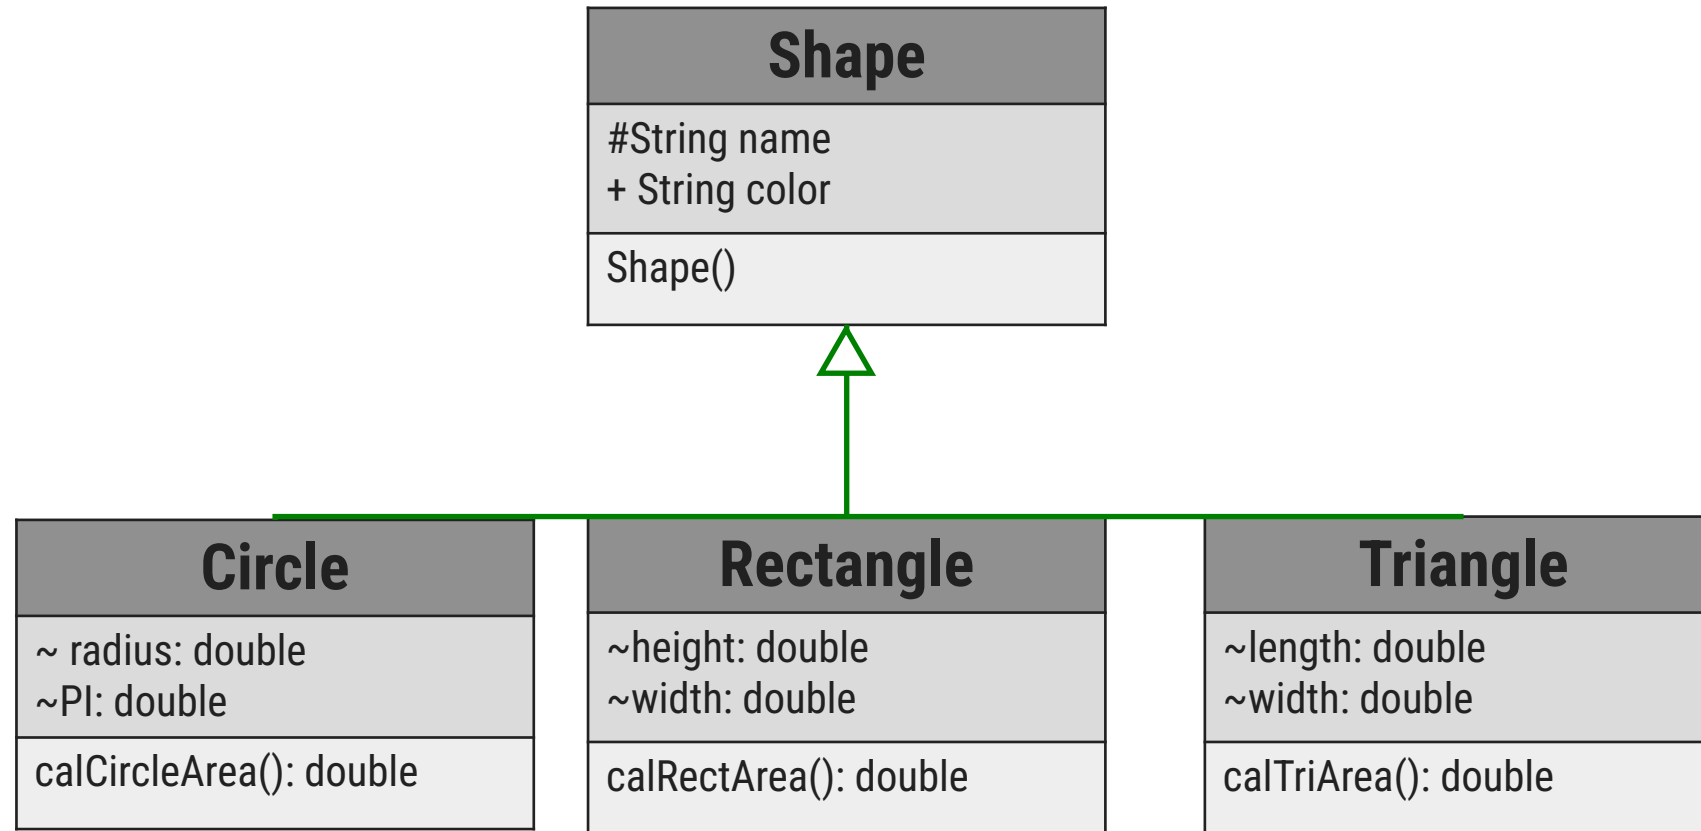 Shape
#String name
+ String color
Shape()
Circle
~ radius: double
~PI: double
calCircleArea(): double
Rectangle
~height: double
~width: double
calRectArea(): double
Triangle
~length: double
~width: double
calTriArea(): double